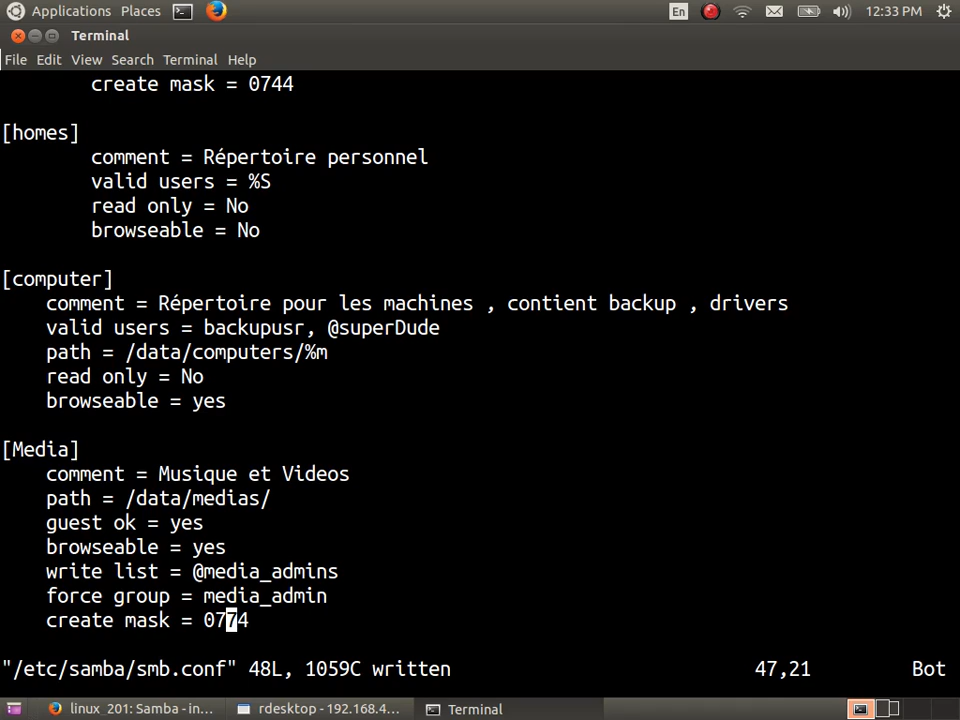 Applications Places En 12:33 PM
Terminal
File Edit View Search Terminal Help
create mask = 0744
[homes]
comment = Répertoire personnel
valid users = %S
read only = No
browseable = No
[computer]
comment = Répertoire pour les machines , contient backup , drivers
valid users = backupusr, @superDude
path = /data/computers/%m
read only = No
browseable = yes
[Media]
comment = Musique et Videos
path = /data/medias/
guest ok = yes
browseable = yes
write list = @media_admins
force group = media_admin
create mask = 0774
"/etc/samba/smb.conf" 48L, 1059C written 47,21 Bot
linux_201: Samba - in... rdesktop - 192.168.4... Terminal